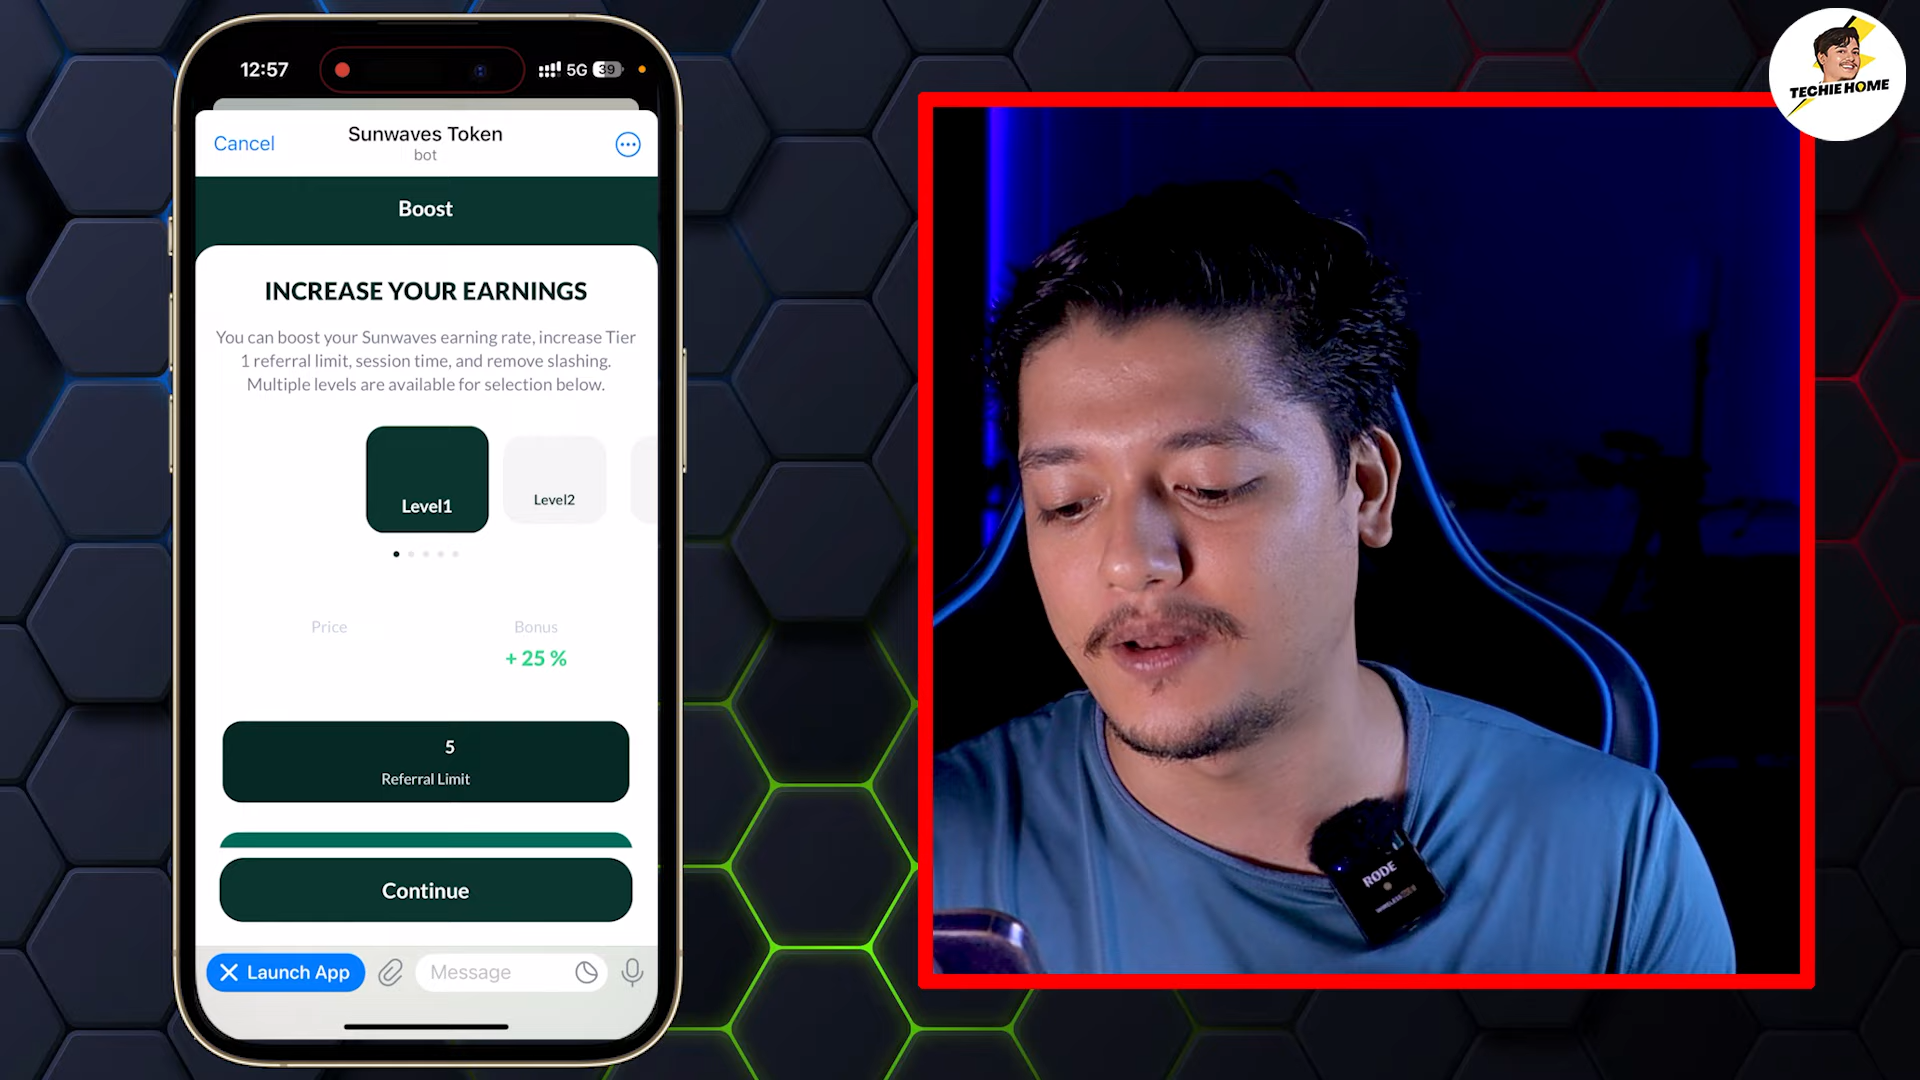 12:57
5G
39
Cancel
Sunwaves Token
bot
Boost
INCREASE YOUR EARNINGS
You can boost your Sunwaves earning rate, increase Tier
1 referral limit, session time, and remove slashing.
Multiple levels are available for selection below.
Level1
Level2
Price
Bonus
+ 25 %
5
Referral Limit
Continue
Launch App
Message
TECHIE HOME
RØDE